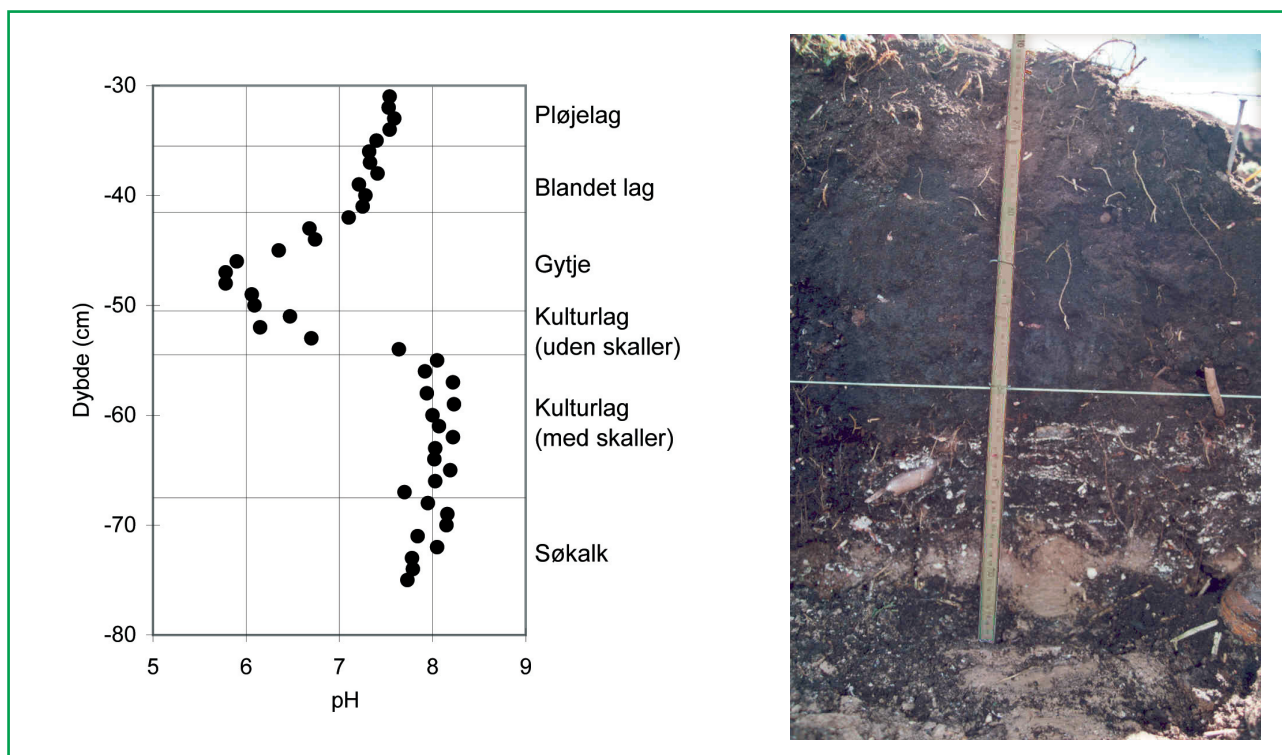 -30
-40
-50
-60
-70
-80
Dybde (cm)
5 6 7 8 9
pH
Pløjelag
Blandet lag
Gytje
Kulturlag
(uden skaller)
Kulturlag
(med skaller)
Søkalk